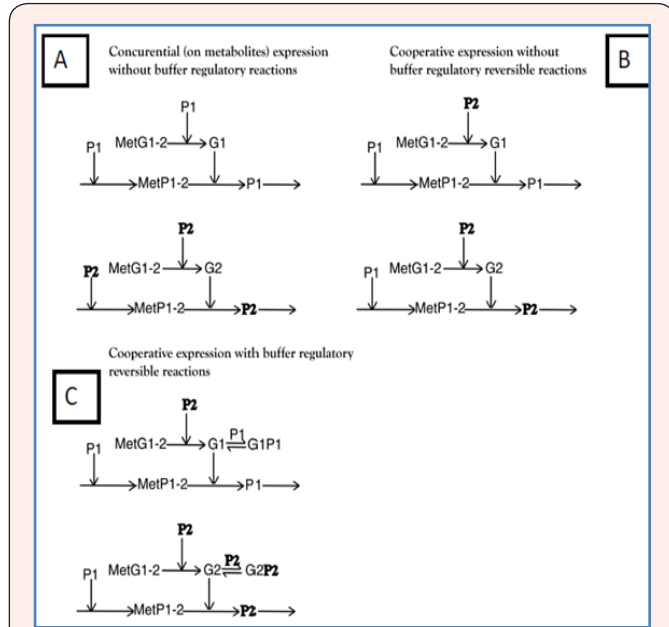 A
Concurential (on metabolites) expression
without buffer regulatory reactions
P1
P1 MetG1-2 G1
MetP1-2 P1
P2
P2 MetG1-2 G2
MetP1-2 P2
Cooperative expression without
buffer regulatory reversible reactions
B
P2
P1 MetG1-2 G1
MetP1-2 P1
P2
P1 MetG1-2 G2
MetP1-2 P2
Cooperative expression with buffer regulatory
reversible reactions
C
P2
P1 MetG1-2 G1 P1 G1P1
MetP1-2 P1
P2
P1 MetG1-2 G2 P2 G2P2
MetP1-2 P2